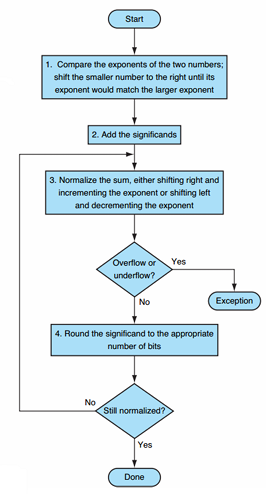 Start
1. Compare the exponents of the two numbers;
shift the smaller number to the right until its
exponent would match the larger exponent
2. Add the significands
3. Normalize the sum, either shifting right and
incrementing the exponent or shifting left
and decrementing the exponent
Overflow or
underflow?
Yes
No
Exception
4. Round the significand to the appropriate
number of bits
No
Still normalized?
Yes
Done